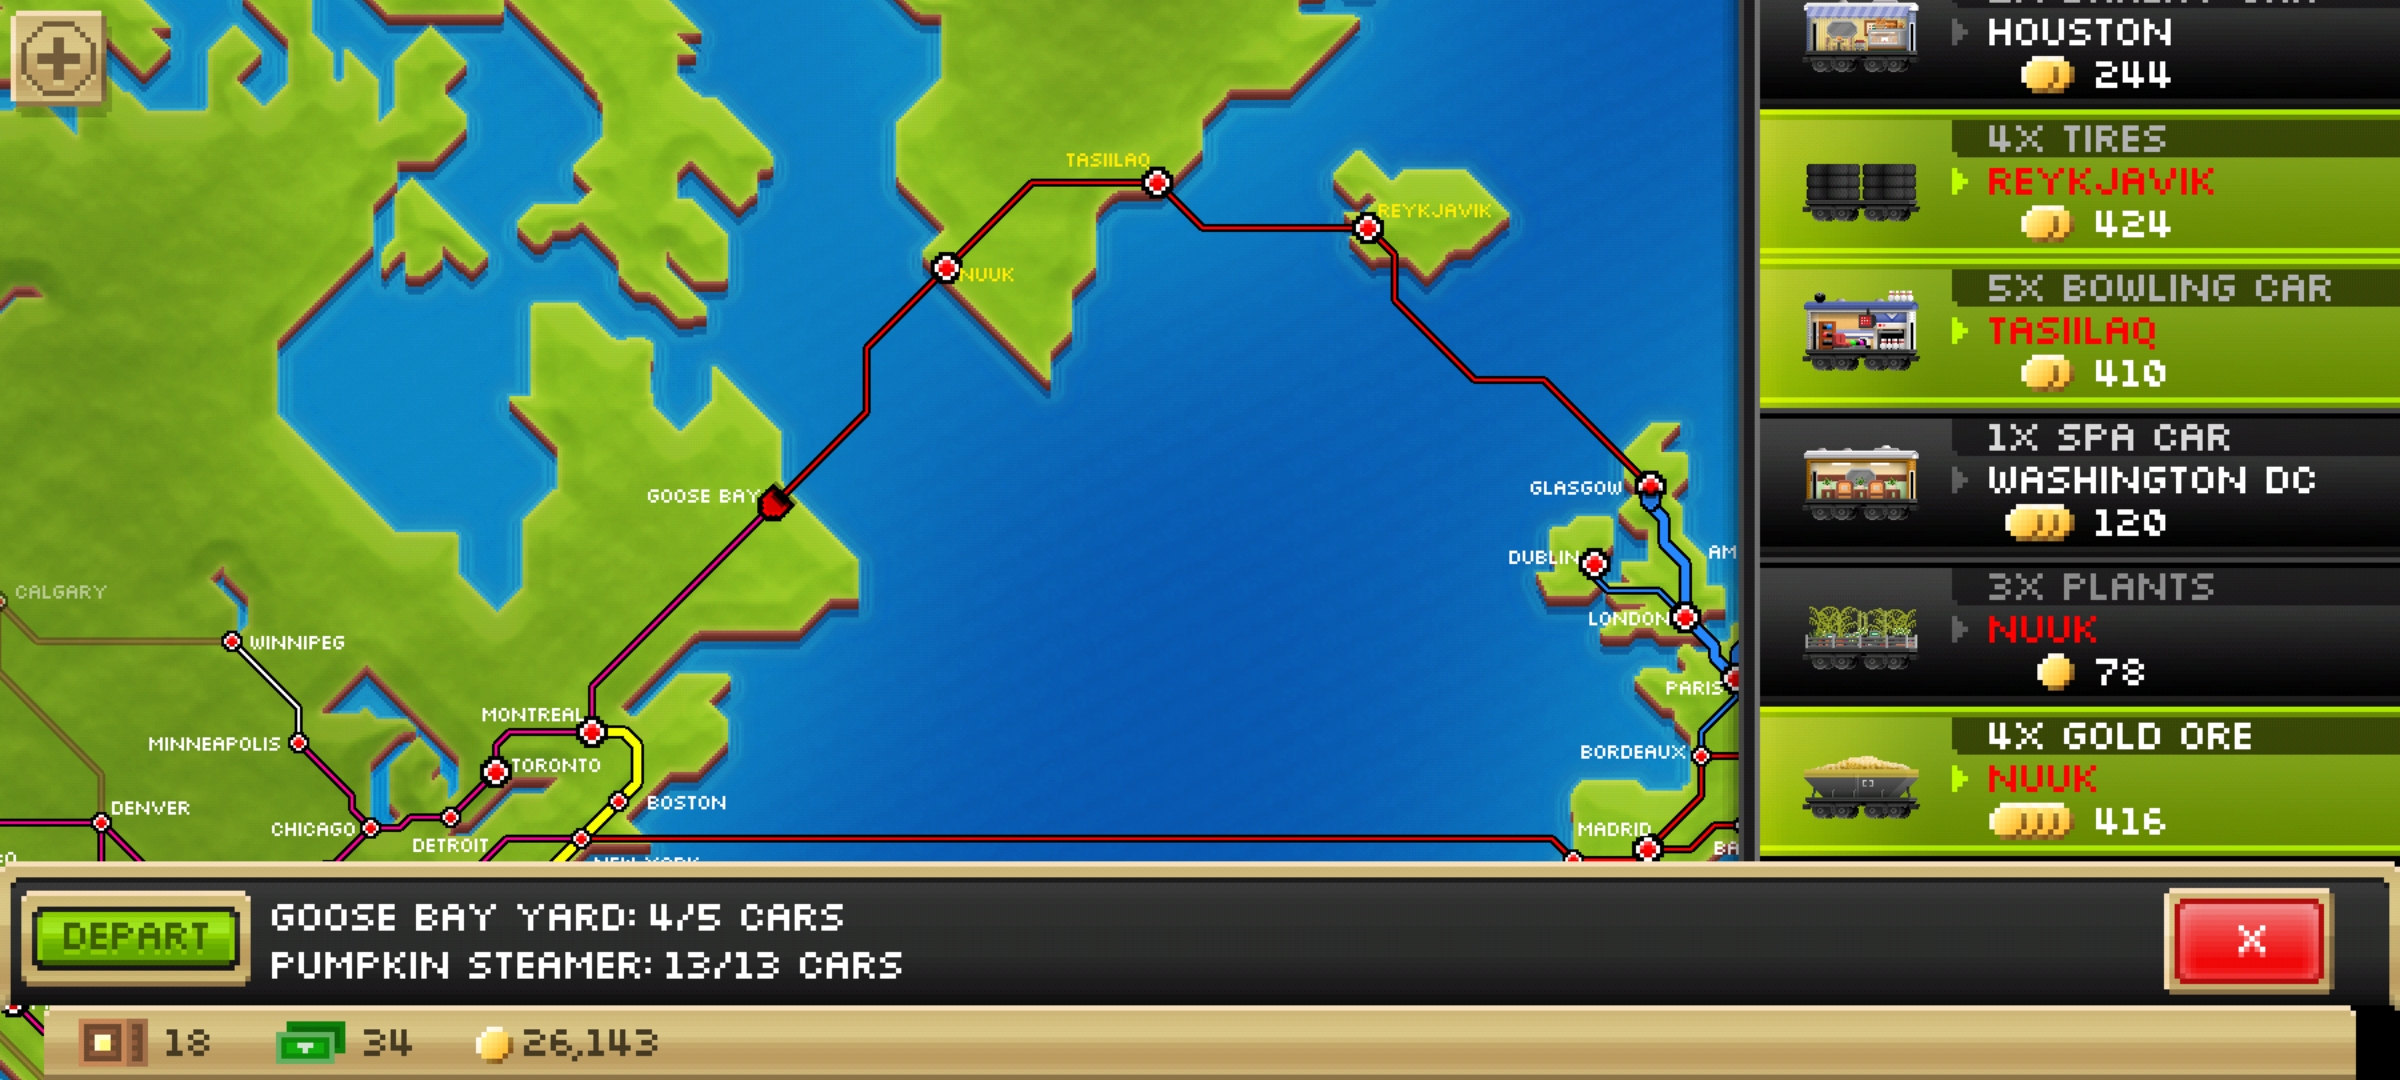 HOUSTON
244
4X TIRES
REYKJAVIK
424
5X BOWLING CAR
TASIILAQ
410
1X SPA CAR
WASHINGTON DC
120
3X PLANTS
NUUK
78
4X GOLD ORE
NUUK
416
TASIILAQ
REYKJAVIK
NUUK
GOOSE BAY
GLASGOW
DUBLIN
AM
LONDON
CALGARY
WINNIPEG
PARIS
MONTREAL
MINNEAPOLIS
TORONTO
BORDEAUX
DENVER
BOSTON
CHICAGO
DETROIT
MADRID
BA
NEW YORK
DEPART
GOOSE BAY YARD: 4/5 CARS
PUMPKIN STEAMER: 13/13 CARS
X
18
34
26,143